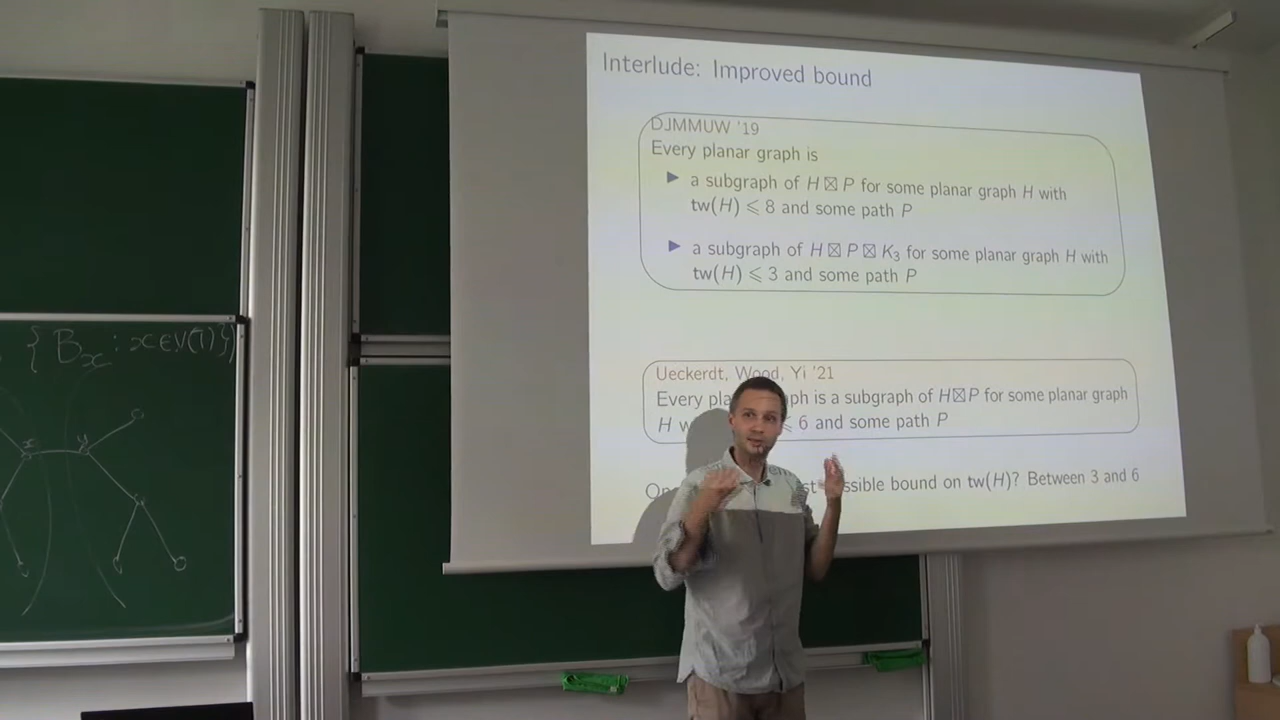 Interlude: Improved bound
DJMMUW '19
Every planar graph is
▶ a subgraph of H ⊠ P for some planar graph H with
tw(H) ⩽ 8 and some path P
▶ a subgraph of H ⊠ P ⊠ K₃ for some planar graph H with
tw(H) ⩽ 3 and some path P
Ueckerdt, Wood, Yi '21
Every graph is a subgraph of H⊠P for some planar graph
H ⩽ 6 and some path P
bound on tw(H)? Between 3 and 6
{Bₓ : x∈V(T)}
x y